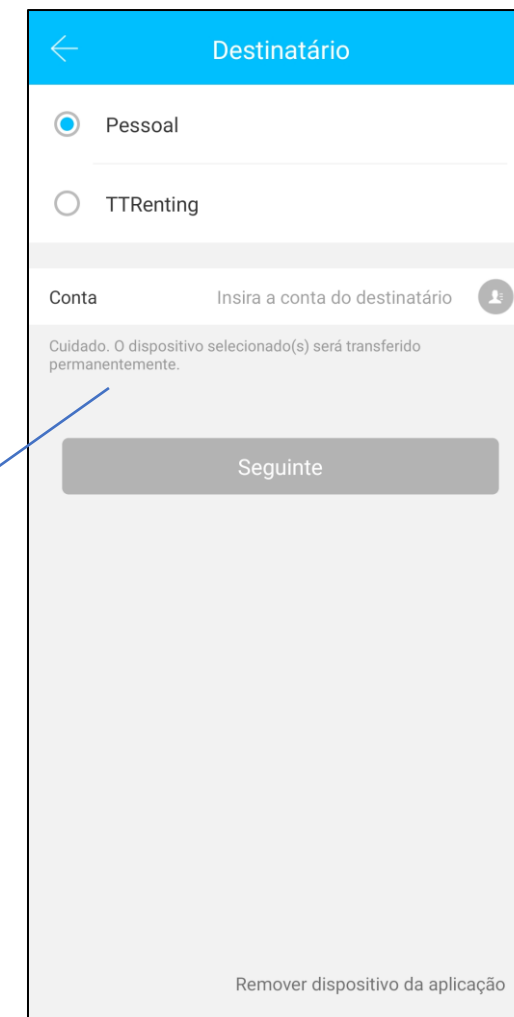 Destinatário
Pessoal
TTRenting
Conta Insira a conta do destinatário
Cuidado. O dispositivo selecionado(s) será transferido
permanentemente.
Seguinte
Remover dispositivo da aplicação